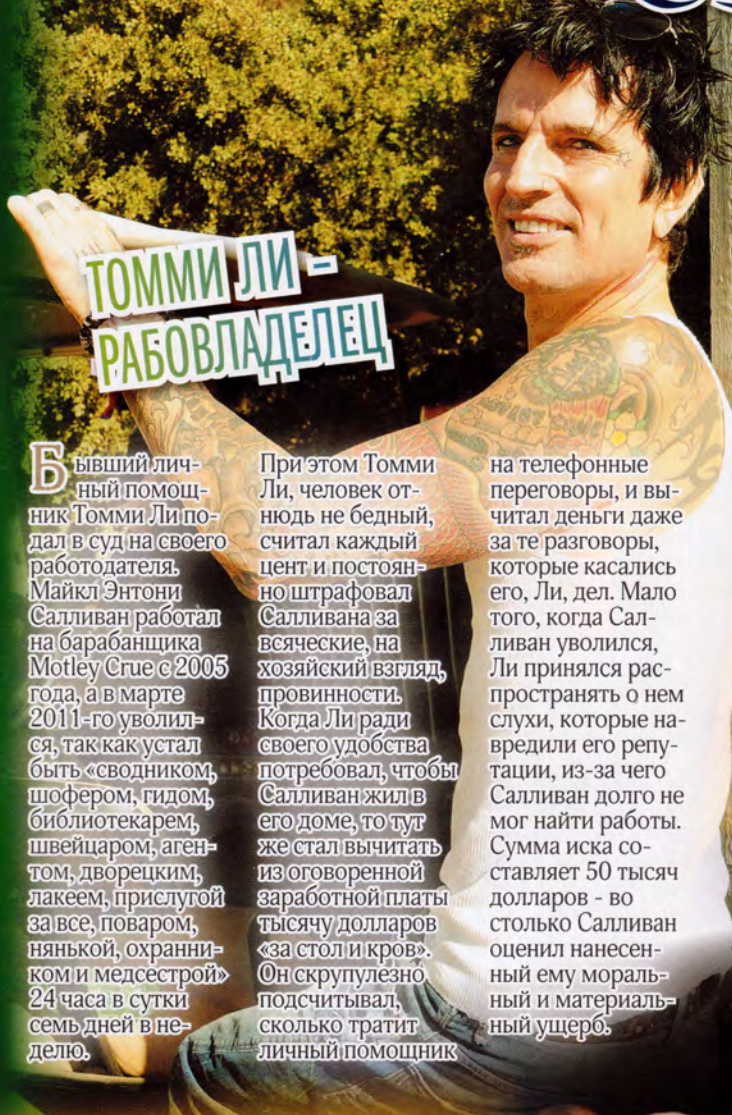 ТОММИ ЛИ –
РАБОВЛАДЕЛЕЦ
Бывший лич-
ный помощ-
ник Томми Ли по-
дал в суд на своего
работодателя.
Майкл Энтони
Салливан работал
на барабанщика
Motley Crue с 2005
года, а в марте
2011-го уволил-
ся, так как устал
быть «сводником,
шофером, гидом,
библиотекарем,
швейцаром, аген-
том, дворецким,
лакеем, прислугой
за все, поваром,
нянькой, охранни-
ком и медсестрой»
24 часа в сутки
семь дней в не-
делю.
При этом Томми
Ли, человек от-
нюдь не бедный,
считал каждый
цент и постоян-
но штрафовал
Салливана за
всяческие, на
хозяйский взгляд,
провинности.
Когда Ли ради
своего удобства
потребовал, чтобы
Салливан жил в
его доме, то тут
же стал вычитать
из оговоренной
заработной платы
тысячу долларов
«за стол и кров».
Он скрупулезно
подсчитывал,
сколько тратит
личный помощник
на телефонные
переговоры, и вы-
читал деньги даже
за те разговоры,
которые касались
его, Ли, дел. Мало
того, когда Сал-
ливан уволился,
Ли принялся рас-
пространять о нем
слухи, которые на-
вредили его репу-
тации, из-за чего
Салливан долго не
мог найти работы.
Сумма иска со-
ставляет 50 тысяч
долларов - во
столько Салливан
оценил нанесен-
ный ему мораль-
ный и материаль-
ный ущерб.